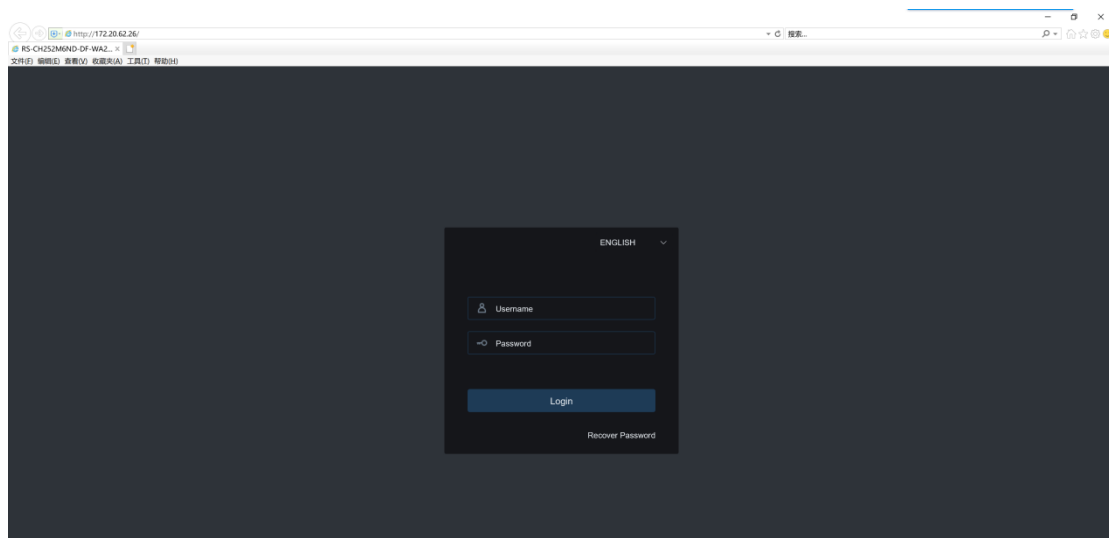 http://172.20.62.26/
搜索...
RS-CH252M6ND-DF-WA2...
文件(F) 编辑(E) 查看(V) 收藏夹(A) 工具(T) 帮助(H)
ENGLISH
Username
Password
Login
Recover Password